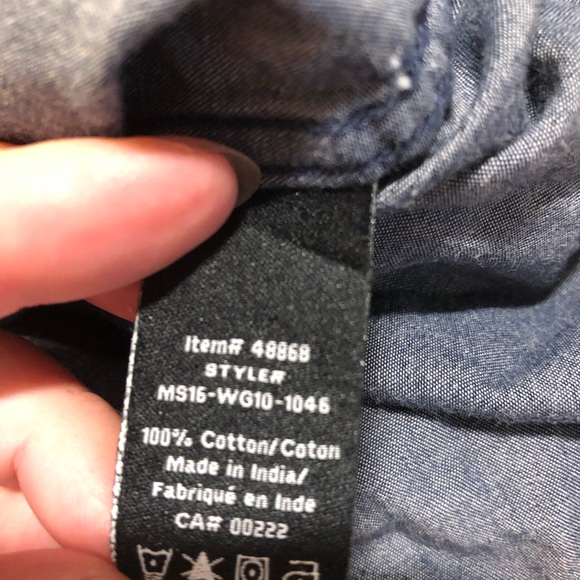 Item# 48868
STYLE#
MS16-WG10-1046
100% Cotton/Coton
Made in India/
Fabriqué en Inde
CA# 00222